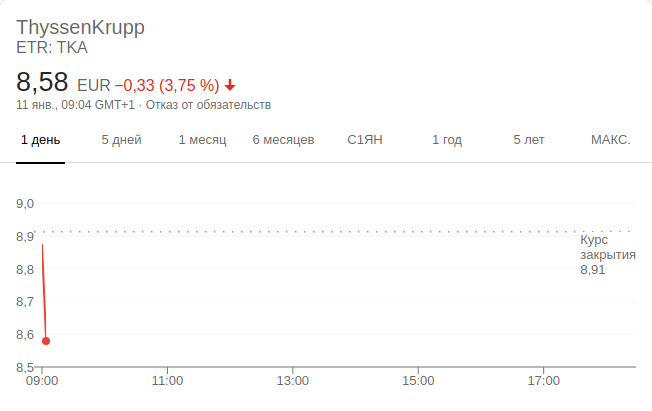 ThyssenKrupp
ETR: TKA
8,58 EUR −0,33 (3,75 %)
11 янв., 09:04 GMT+1 · Отказ от обязательств
1 день 5 дней 1 месяц 6 месяцев С1ЯН 1 год 5 лет МАКС.
9,0
8,9
Курс
закрытия
8,91
8,8
8,7
8,6
8,5
09:00 11:00 13:00 15:00 17:00